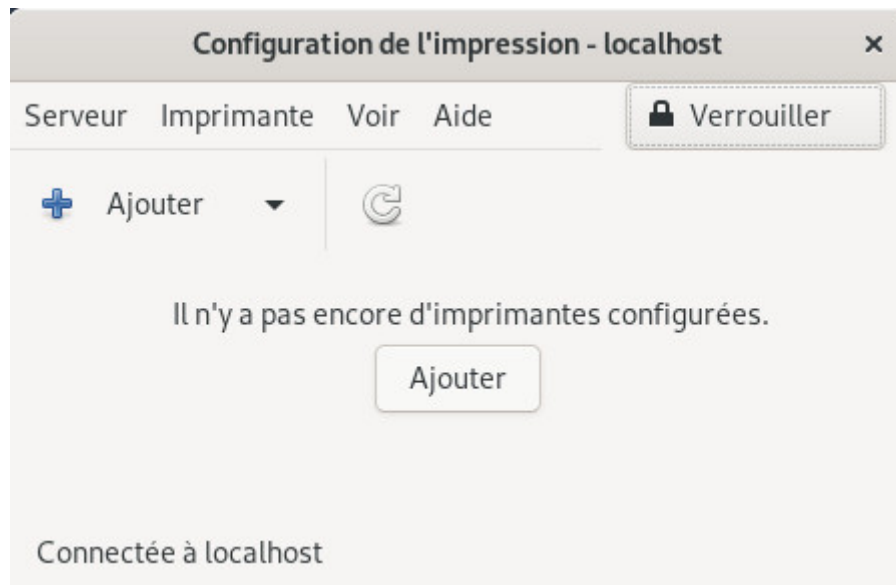 Configuration de l'impression - localhost ×
Serveur Imprimante Voir Aide Verrouiller
Ajouter
Il n'y a pas encore d'imprimantes configurées.
Ajouter
Connectée à localhost